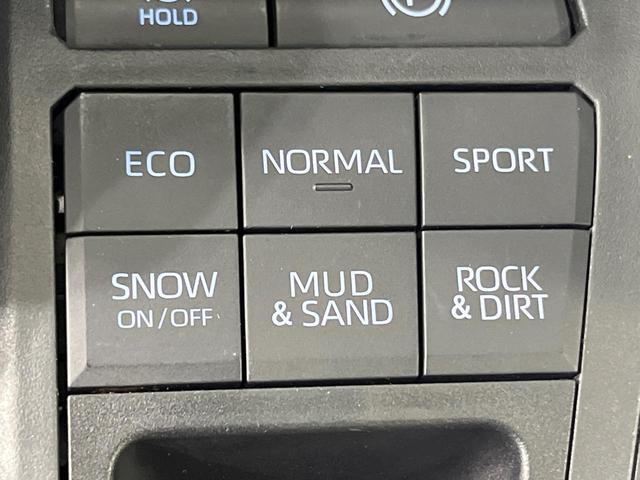 HOLD
ECO
NORMAL
SPORT
SNOW
ON/OFF
MUD
& SAND
ROCK
& DIRT